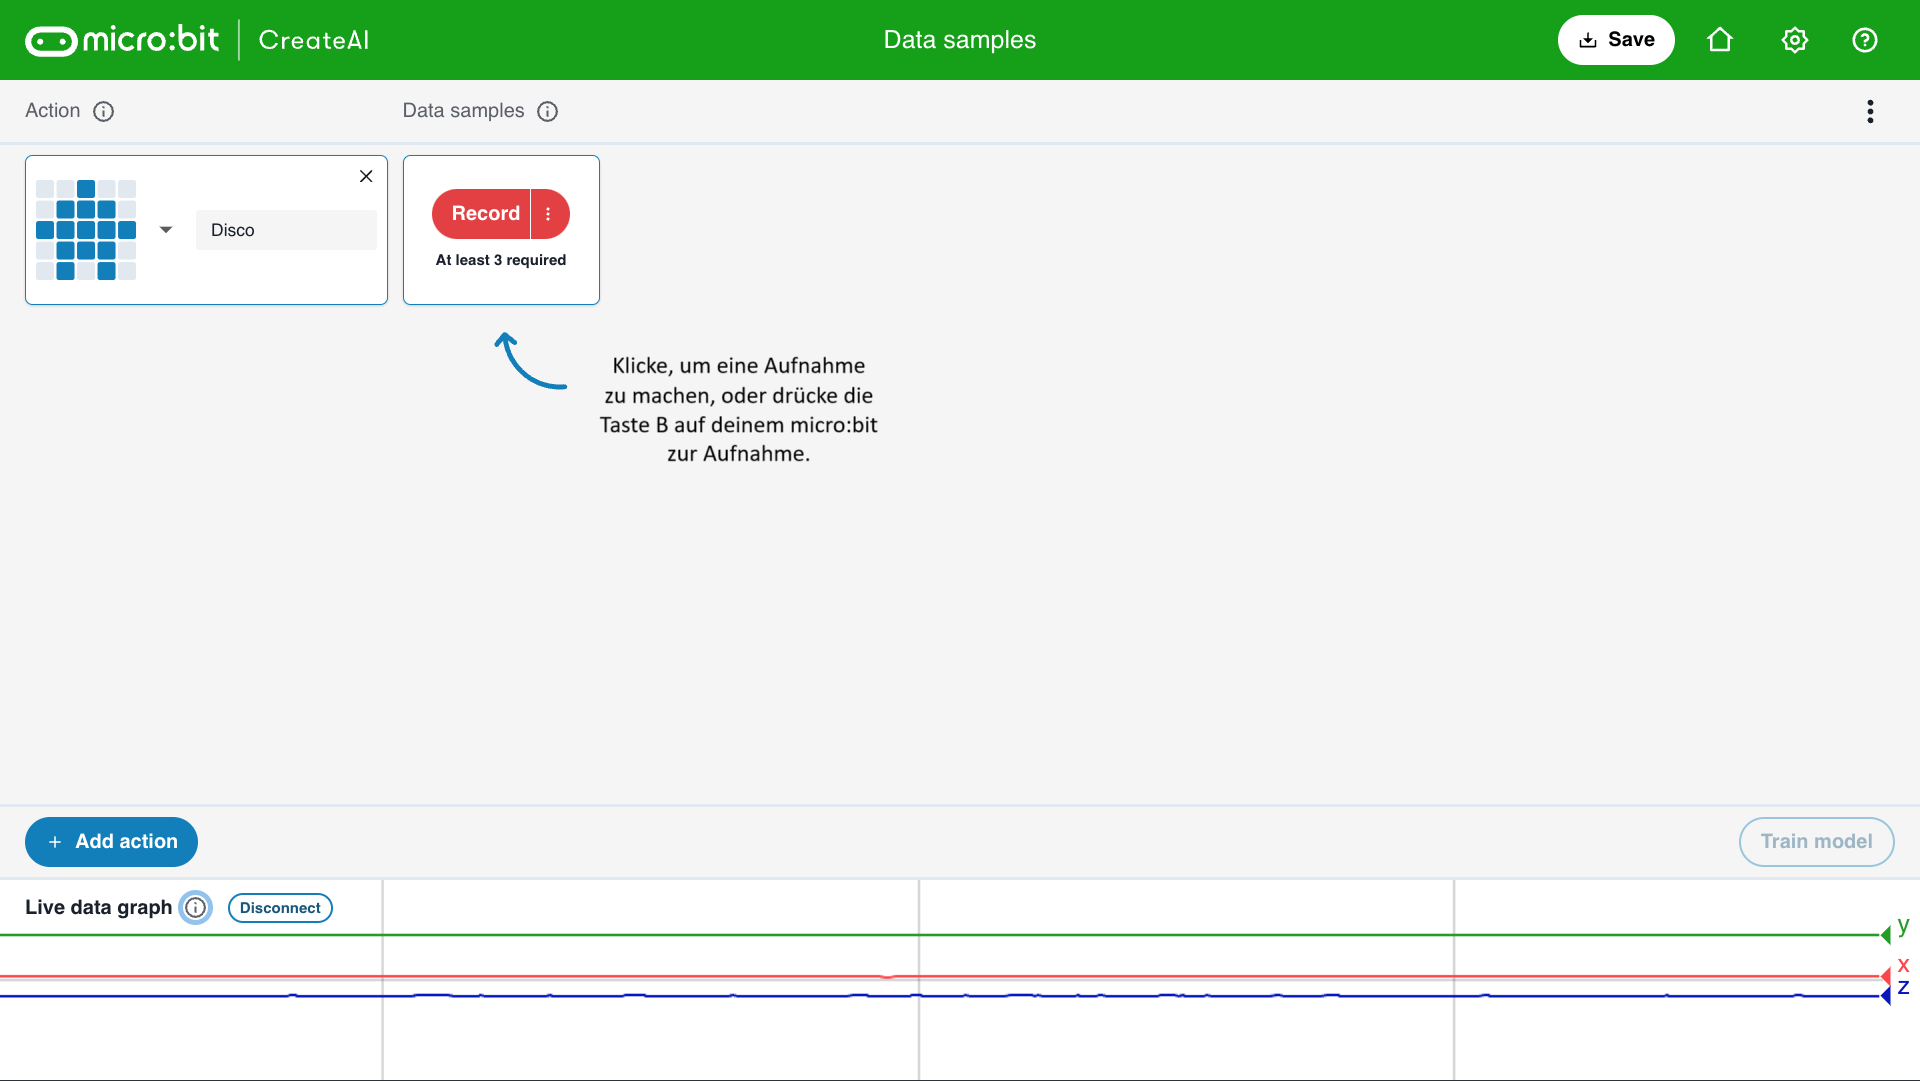 micro:bit CreateAI
Data samples
Save
Action
Data samples
Disco
Record
At least 3 required
Klicke, um eine Aufnahme
zu machen, oder drücke die
Taste B auf deinem micro:bit
zur Aufnahme.
+ Add action
Train model
Live data graph
Disconnect
y
x
z